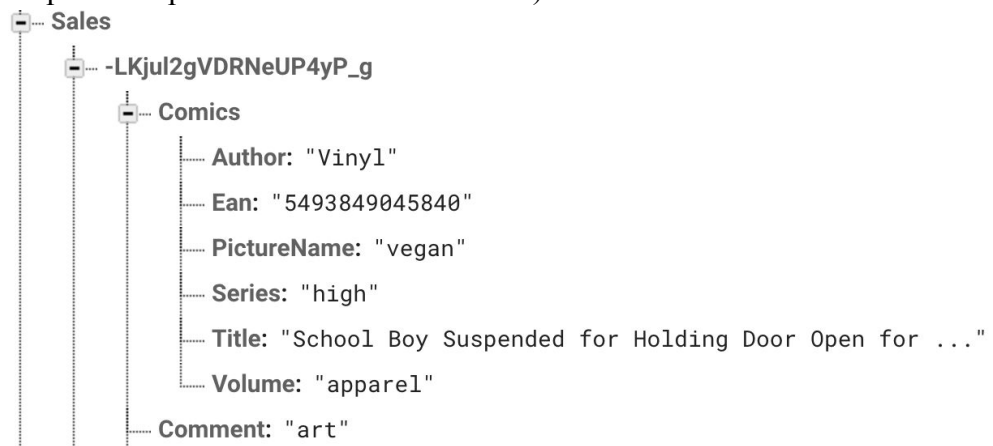 Sales
-LKjul2gVDRNeUP4yP_g
Comics
Author: "Vinyl"
Ean: "5493849045840"
PictureName: "vegan"
Series: "high"
Title: "School Boy Suspended for Holding Door Open for ..."
Volume: "apparel"
Comment: "art"